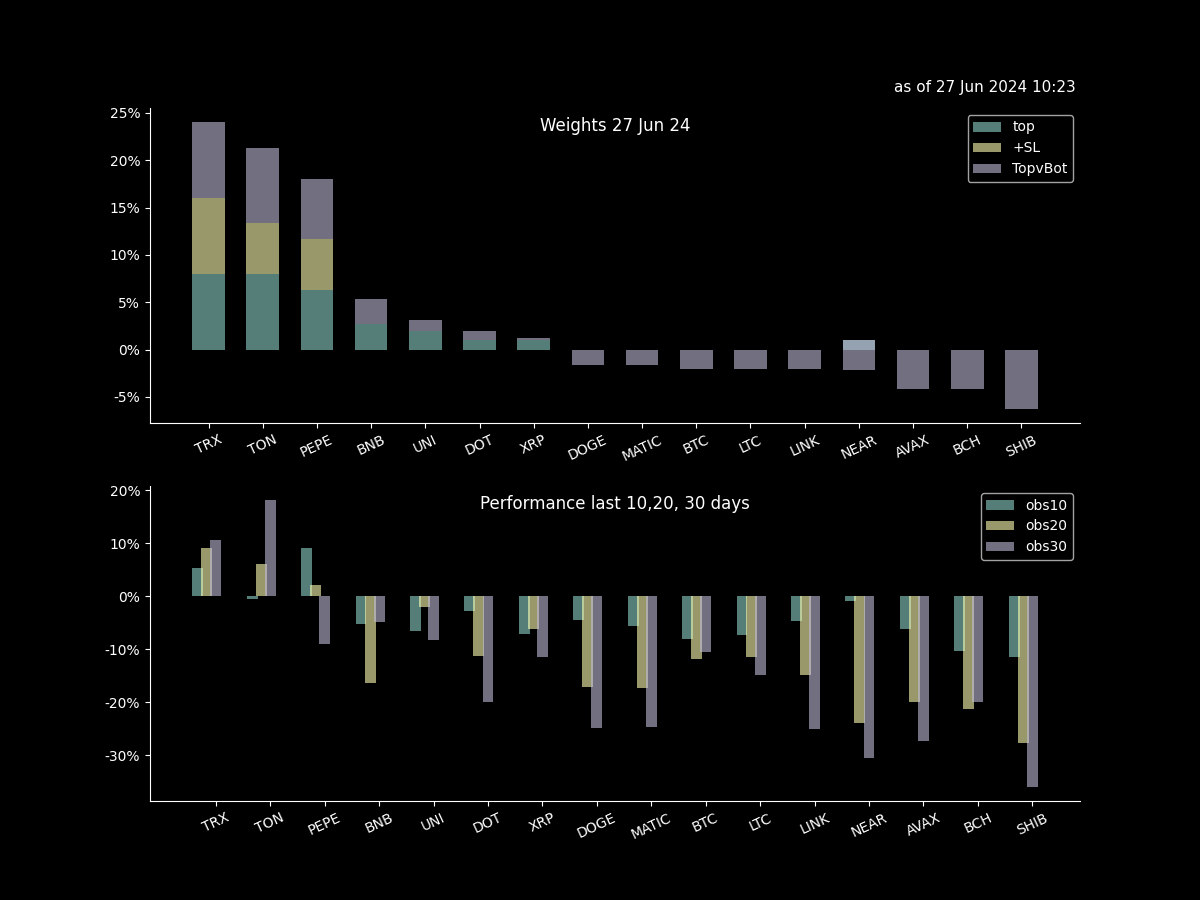 as of 27 Jun 2024 10:23
Weights 27 Jun 24
top
+SL
TopvBot
25%
20%
15%
10%
5%
0%
-5%
TRX TON PEPE BNB UNI DOT XRP DOGE MATIC BTC LTC LINK NEAR AVAX BCH SHIB
Performance last 10,20, 30 days
obs10
obs20
obs30
20%
10%
0%
-10%
-20%
-30%
TRX TON PEPE BNB UNI DOT XRP DOGE MATIC BTC LTC LINK NEAR AVAX BCH SHIB